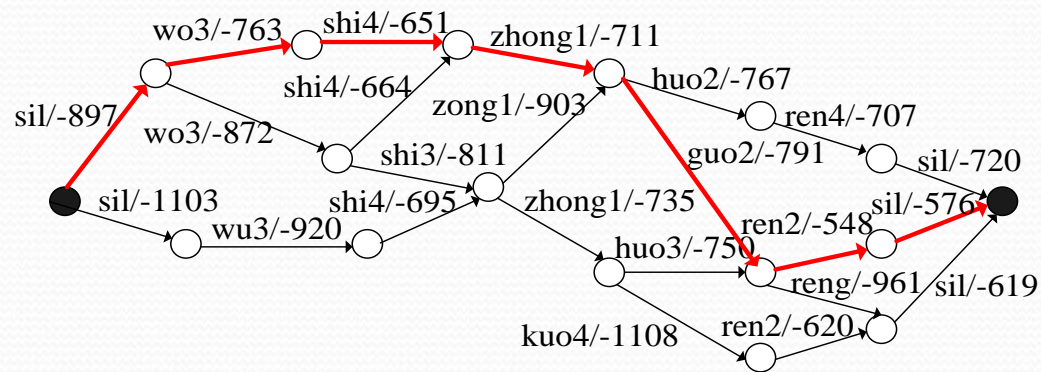 wo3/-763
shi4/-651
zhong1/-711
shi4/-664
zong1/-903
huo2/-767
sil/-897
wo3/-872
ren4/-707
shi3/-811
guo2/-791
sil/-720
sil/-1103
shi4/-695
zhong1/-735
sil/-576
wu3/-920
huo3/-750
ren2/-548
reng/-961
sil/-619
kuo4/-1108
ren2/-620